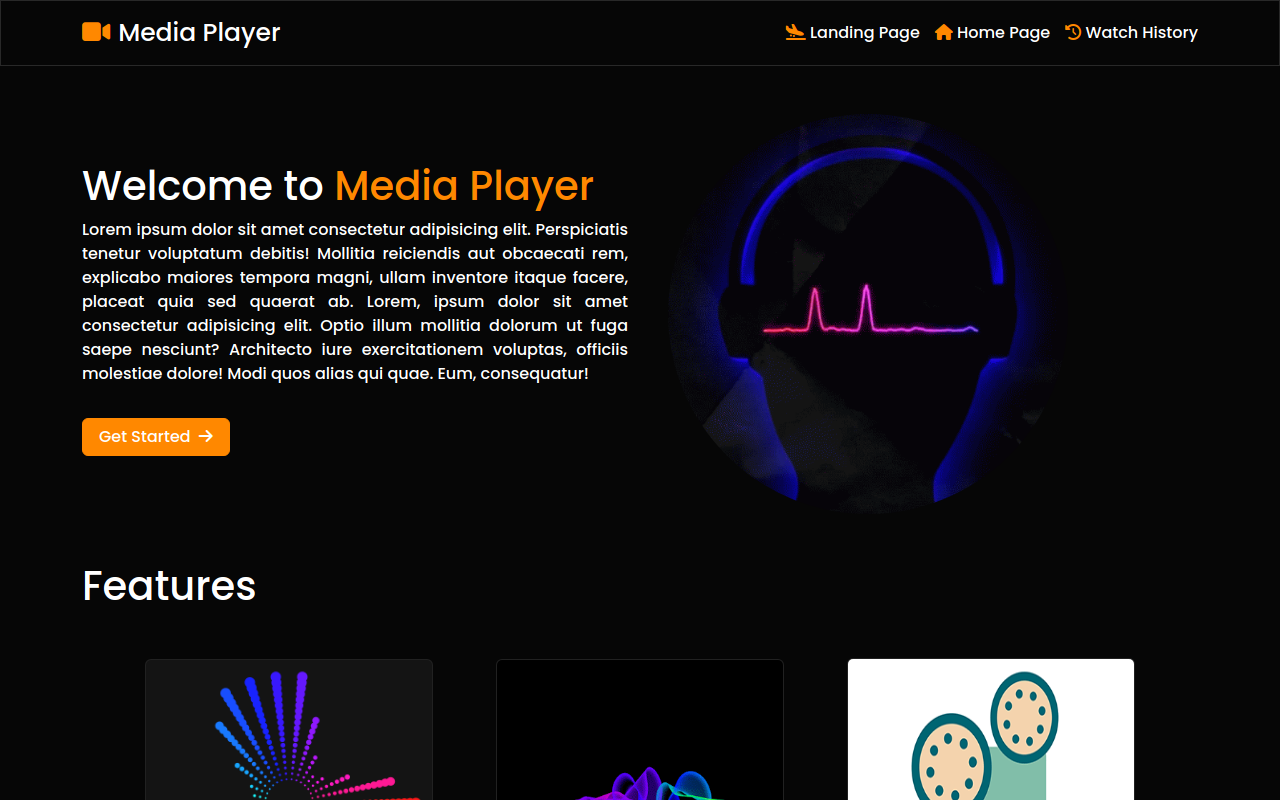 Media Player
Landing Page
Home Page
Watch History
Welcome to Media Player
Lorem ipsum dolor sit amet consectetur adipisicing elit. Perspiciatis
tenetur voluptatum debitis! Mollitia reiciendis aut obcaecati rem,
explicabo maiores tempora magni, ullam inventore itaque facere,
placeat quia sed quaerat ab. Lorem, ipsum dolor sit amet
consectetur adipisicing elit. Optio illum mollitia dolorum ut fuga
saepe nesciunt? Architecto iure exercitationem voluptas, officiis
molestiae dolore! Modi quos alias qui quae. Eum, consequatur!
Get Started
Features